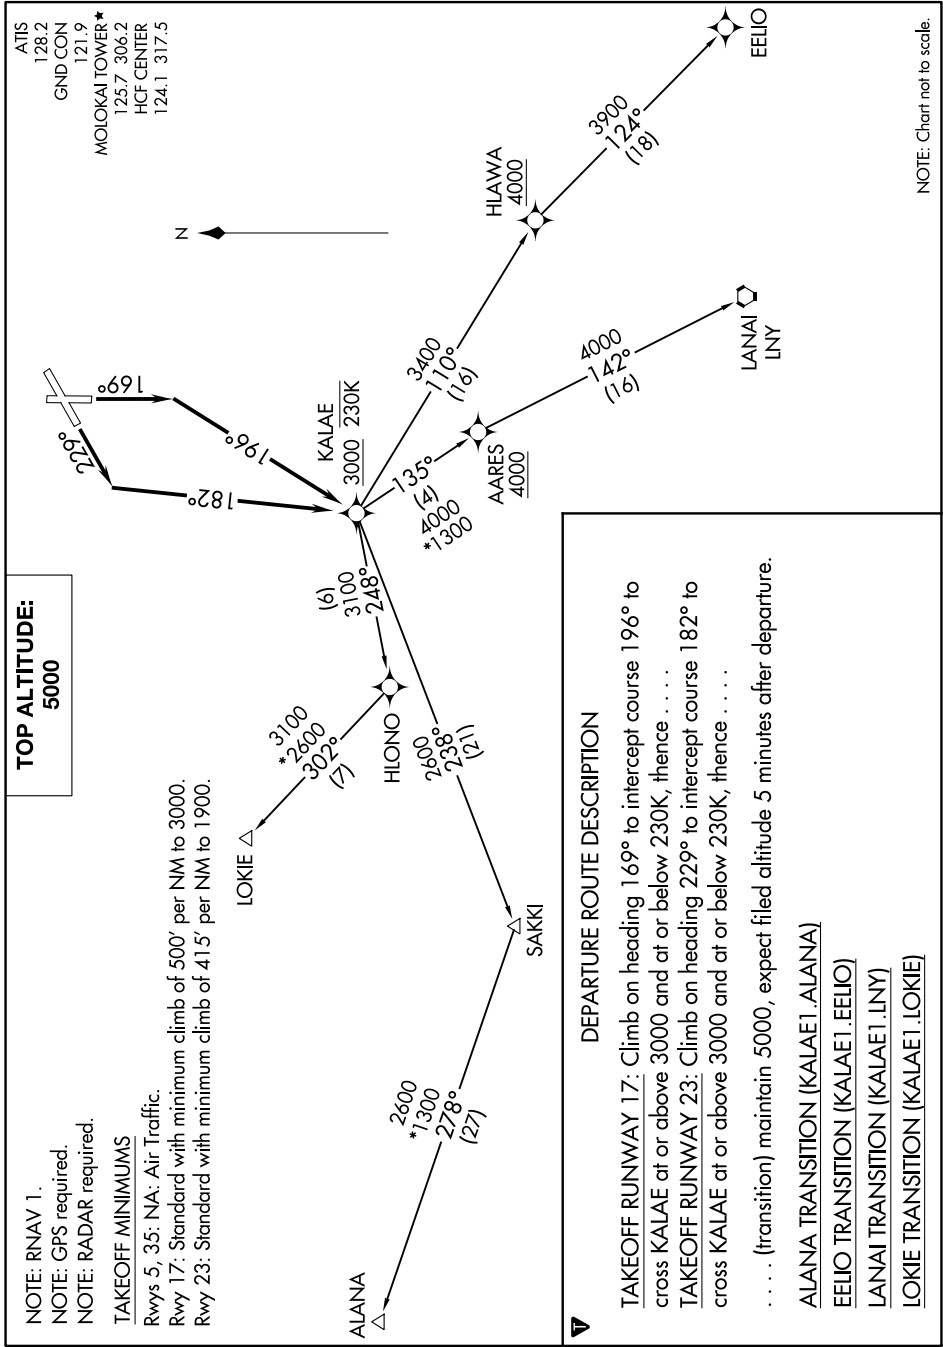 TOP ALTITUDE:
5000
ATIS
128.2
GND CON
121.9
MOLOKAI TOWER★
125.7 306.2
HCF CENTER
124.1 317.5
NOTE: RNAV 1.
NOTE: GPS required.
NOTE: RADAR required.
TAKEOFF MINIMUMS
Rwys 5, 35: NA: Air Traffic.
Rwy 17: Standard with minimum climb of 500' per NM to 3000.
Rwy 23: Standard with minimum climb of 415' per NM to 1900.
N
229°
169°
182°
196°
KALAE
3000 230K
(6)
3100
248°
HLONO
3100
*2600
302°
(7)
LOKIE
2600
238°
(21)
SAKKI
2600
*1300
278°
(27)
ALANA
135°
(4)
4000
*1300
AARES
4000
4000
142°
(16)
LANAI
LNY
3400
110°
(16)
HLAWA
4000
3900
124°
(18)
EELIO
NOTE: Chart not to scale.
T
DEPARTURE ROUTE DESCRIPTION
TAKEOFF RUNWAY 17: Climb on heading 169° to intercept course 196° to
cross KALAE at or above 3000 and at or below 230K, thence . . . .
TAKEOFF RUNWAY 23: Climb on heading 229° to intercept course 182° to
cross KALAE at or above 3000 and at or below 230K, thence . . . .
. . . . (transition) maintain 5000, expect filed altitude 5 minutes after departure.
ALANA TRANSITION (KALAE1.ALANA)
EELIO TRANSITION (KALAE1.EELIO)
LANAI TRANSITION (KALAE1.LNY)
LOKIE TRANSITION (KALAE1.LOKIE)